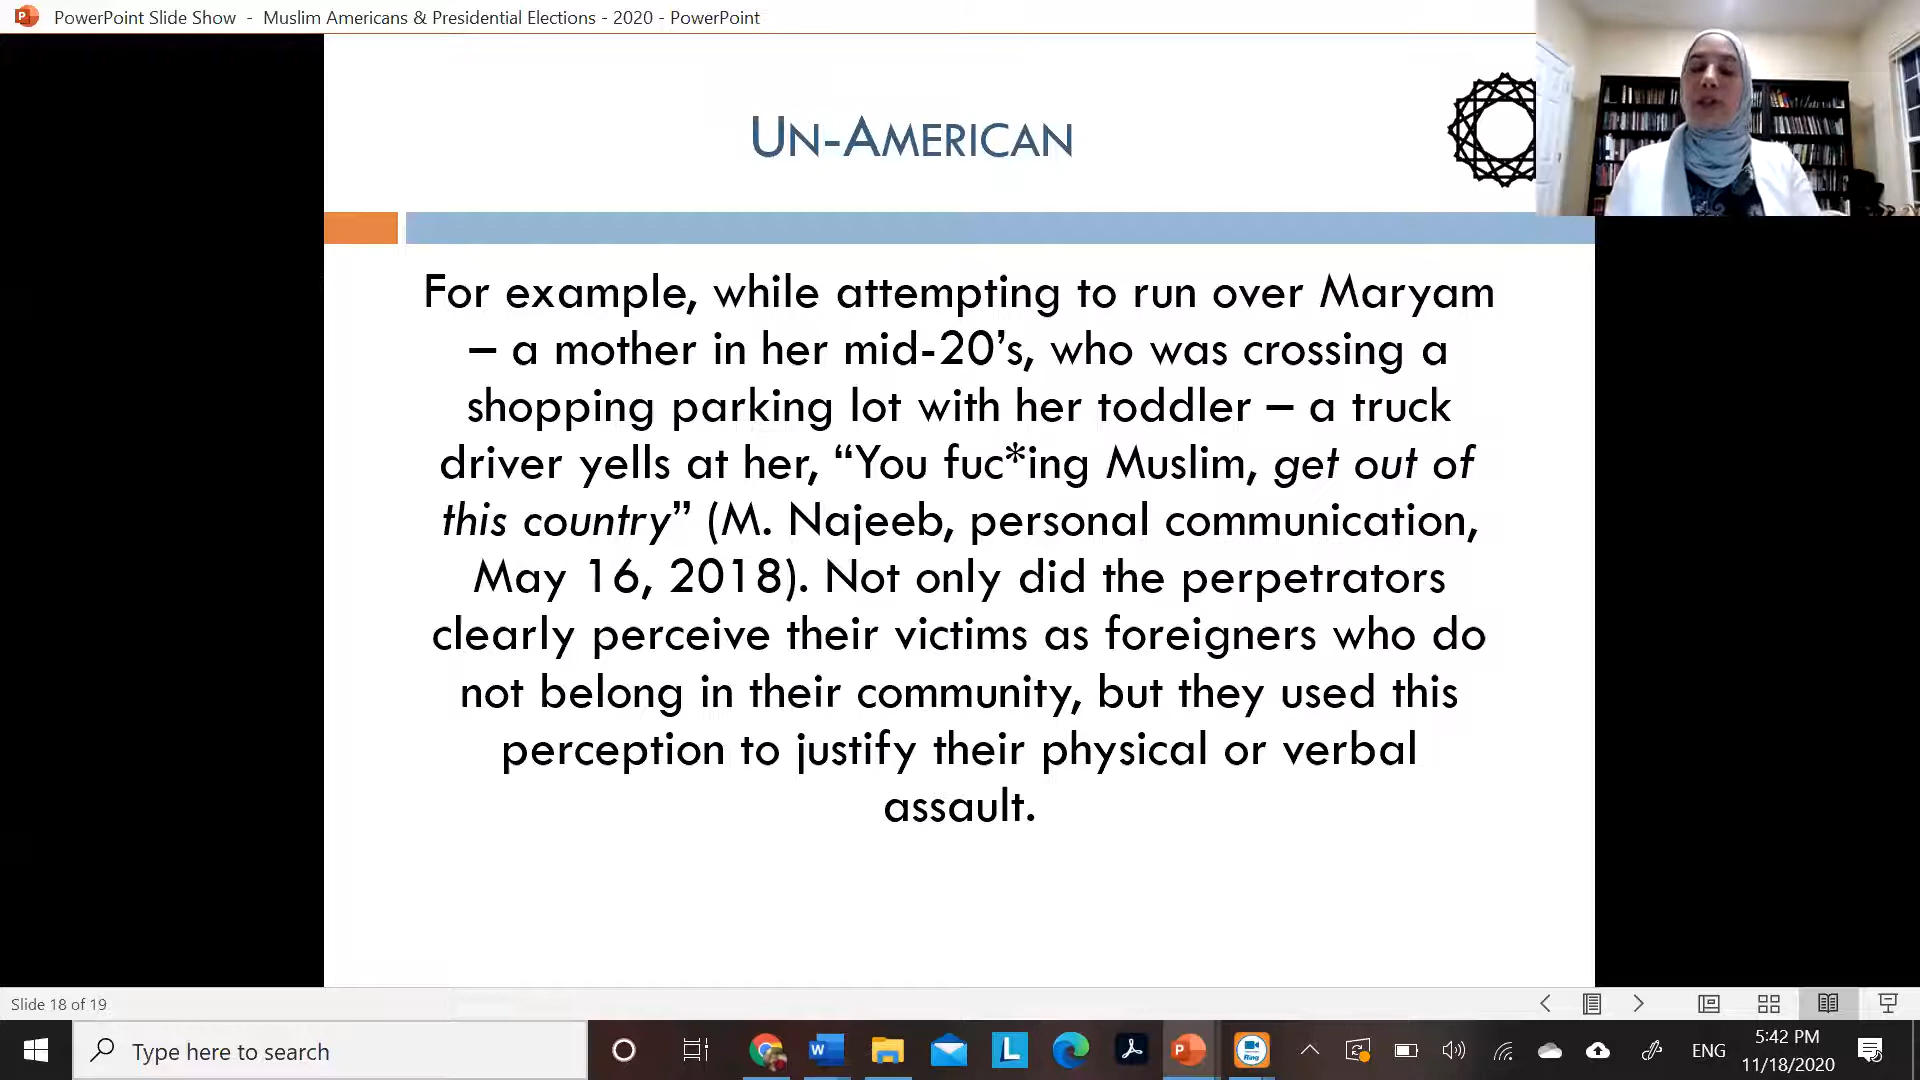 PowerPoint Slide Show - Muslim Americans & Presidential Elections - 2020 - PowerPoint
UN-AMERICAN
For example, while attempting to run over Maryam
– a mother in her mid-20’s, who was crossing a
shopping parking lot with her toddler – a truck
driver yells at her, “You fuc*ing Muslim, get out of
this country” (M. Najeeb, personal communication,
May 16, 2018). Not only did the perpetrators
clearly perceive their victims as foreigners who do
not belong in their community, but they used this
perception to justify their physical or verbal
assault.
Slide 18 of 19
Type here to search
ENG
5:42 PM
11/18/2020